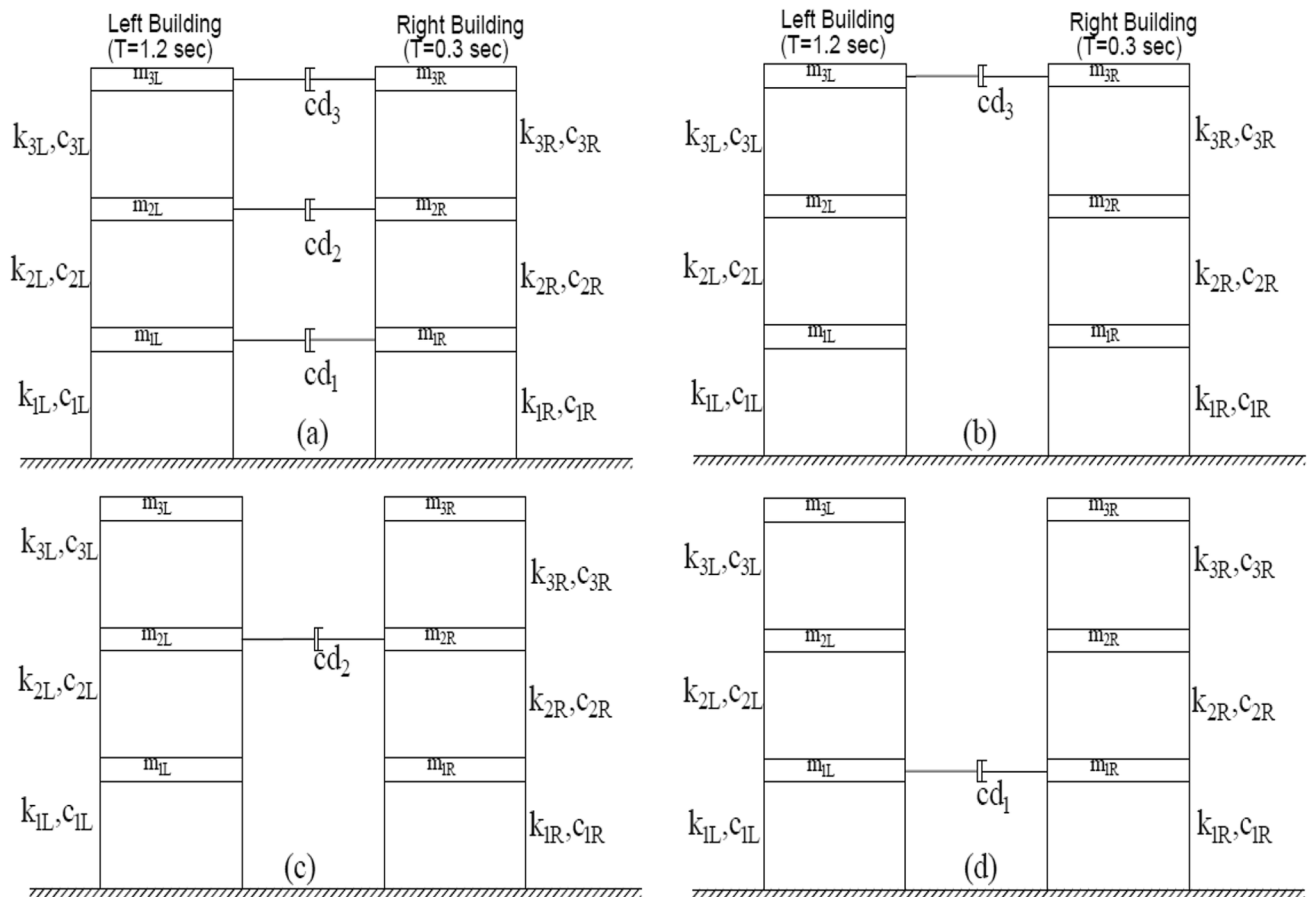 Left Building
(T=1.2 sec)
Right Building
(T=0.3 sec)
m3L
m3R
cd3
k3L,c3L
k3R,c3R
m2L
m2R
cd2
k2L,c2L
k2R,c2R
m1L
m1R
cd1
k1L,c1L
k1R,c1R
(a)
Left Building
(T=1.2 sec)
Right Building
(T=0.3 sec)
m3L
m3R
cd3
k3L,c3L
k3R,c3R
m2L
m2R
k2L,c2L
k2R,c2R
m1L
m1R
k1L,c1L
k1R,c1R
(b)
m3L
m3R
k3L,c3L
k3R,c3R
m2L
m2R
cd2
k2L,c2L
k2R,c2R
m1L
m1R
k1L,c1L
k1R,c1R
(c)
m3L
m3R
k3L,c3L
k3R,c3R
m2L
m2R
k2L,c2L
k2R,c2R
m1L
m1R
cd1
k1L,c1L
k1R,c1R
(d)